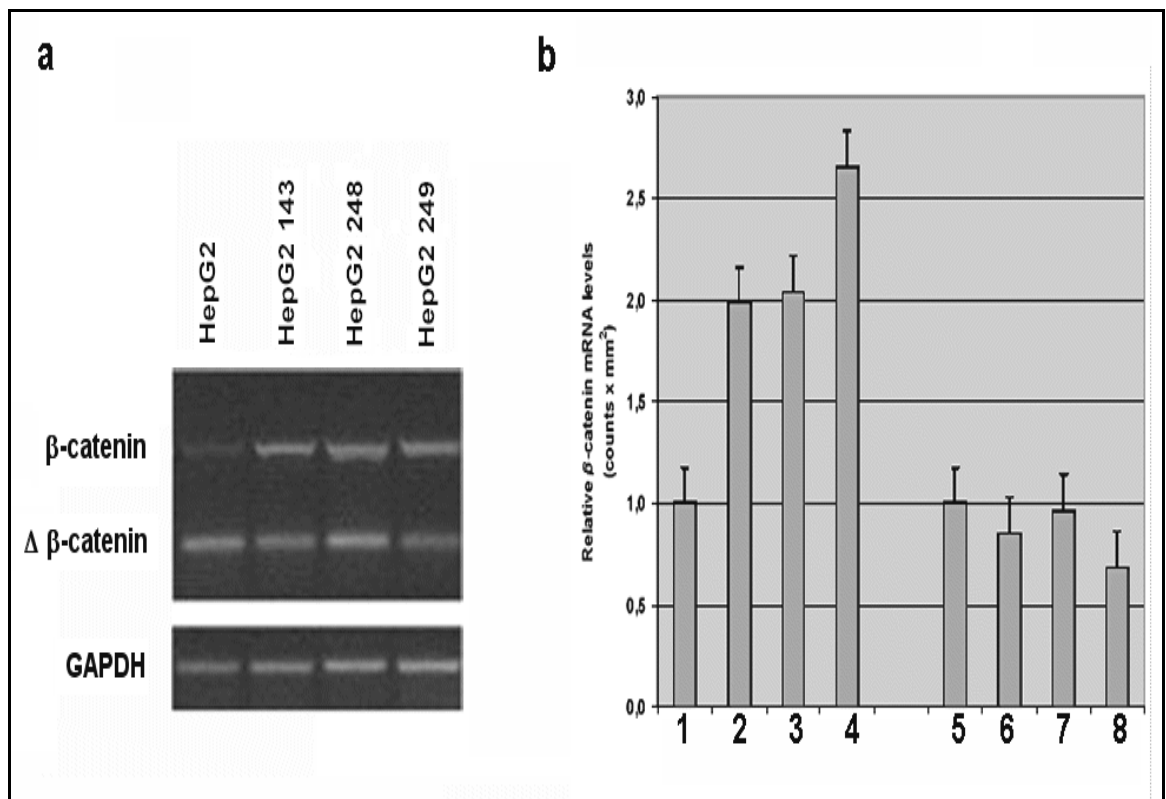 a
b
HepG2
HepG2 143
HepG2 248
HepG2 249
β-catenin
Δ β-catenin
GAPDH
Relative β-catenin mRNA levels
(counts x mm²)
3,0
2,5
2,0
1,5
1,0
0,5
0,0
1 2 3 4 5 6 7 8